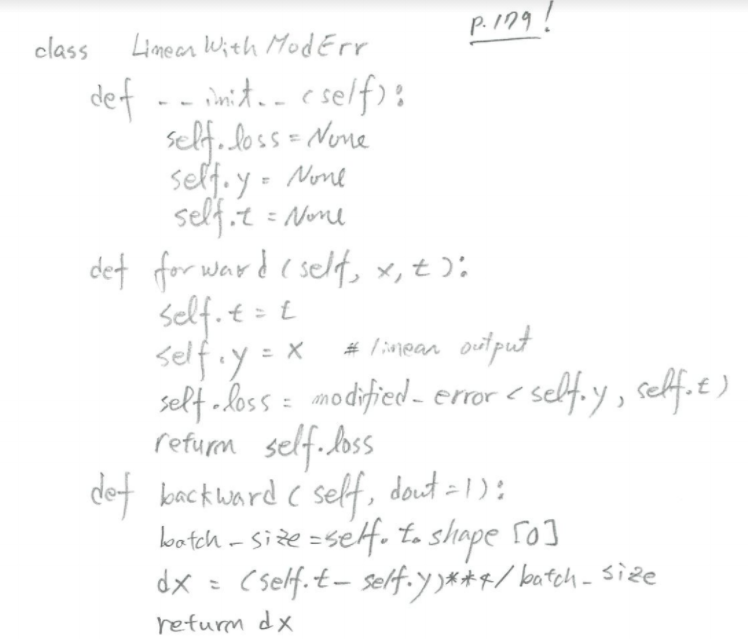 p.179!
class LinearWithModErr
def __init__(self):
self.loss = None
self.y = None
self.t = None
def forward(self, x, t):
self.t = t
self.y = x # linear output
self.loss = modified_error(self.y, self.t)
return self.loss
def backward(self, dout=1):
batch_size = self.t.shape[0]
dx = (self.t - self.y)**4/batch_size
return dx